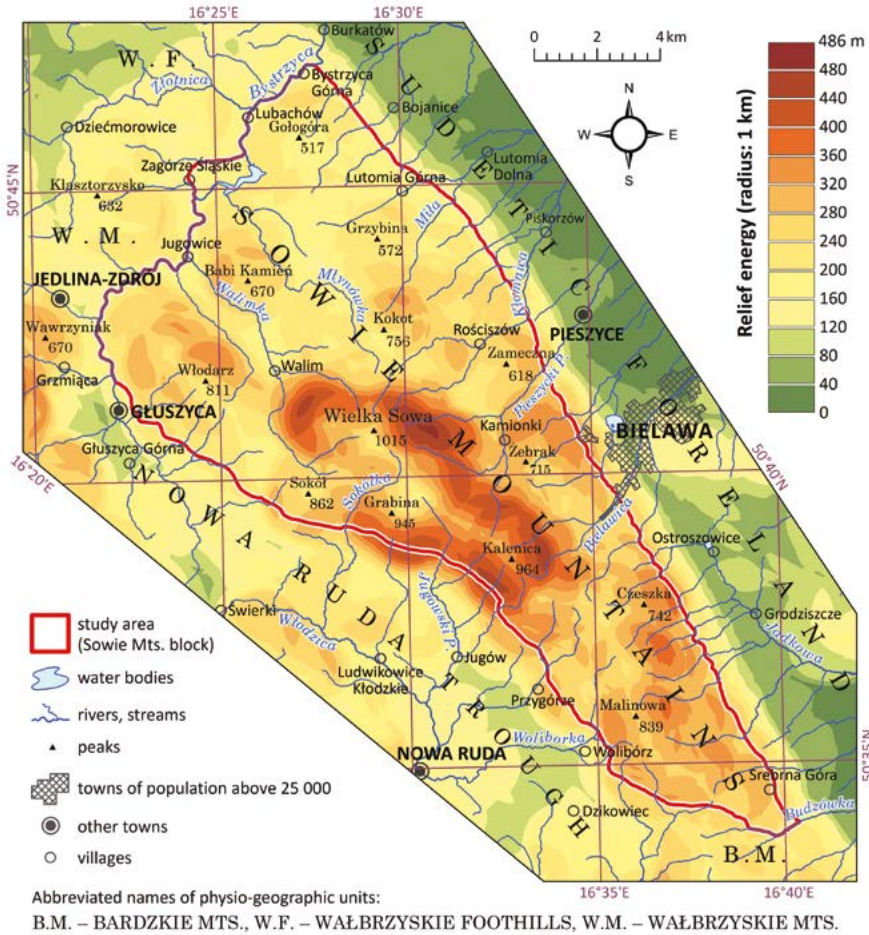 16°25'E
16°30'E
Burkatów
W. F.
Złotnica
Bystrzyca
Bystrzyca Górna
Lubachów
Gołogóra
517
Bojanice
Dziećmorowice
Lutomia Dolna
Zagórze Śląskie
Lutomia Górna
50°45'N
Klasztorzysko
632
W. M.
Grzybina
572
Miła
Piskorzów
Jugowice
Babi Kamień
670
Młynówka
Kłomnica
JEDLINA-ZDRÓJ
Walimka
Kokot
756
PIESZYCE
Wawrzyniak
670
Rościszów
Zameczna
618
Pieszycki P.
Grzmiąca
Włodarz
811
Walim
GŁUSZYCA
Wielka Sowa
1015
Kamionki
BIELAWA
Głuszyca Górna
Zebrak
715
50°40'N
16°20'E
Sokół
862
Sokółka
Grabina
945
Bielawica
Kalenica
964
Ostroszowice
Jugowski P.
Czeszka
742
Grodziszcze
Jadkowa
Świerki
Włodzica
Ludwikowice Kłodzkie
Jugów
Przygórze
Malinowa
839
Woliborka
Wolibórz
NOWA RUDA
Srebrna Góra
Budzówka
Dzikowiec
B.M.
50°35'N
16°35'E
16°40'E
SUDETIC FORELAND
SOWIE MOUNTAINS
NOWA RUDA TROUGH
0 2 4 km
N
W E
S
Relief energy (radius: 1 km)
486 m
480
440
400
360
320
280
240
200
160
120
80
40
0
study area
(Sowie Mts. block)
water bodies
rivers, streams
peaks
towns of population above 25 000
other towns
villages
Abbreviated names of physio-geographic units:
B.M. – BARDZKIE MTS., W.F. – WAŁBRZYSKIE FOOTHILLS, W.M. – WAŁBRZYSKIE MTS.